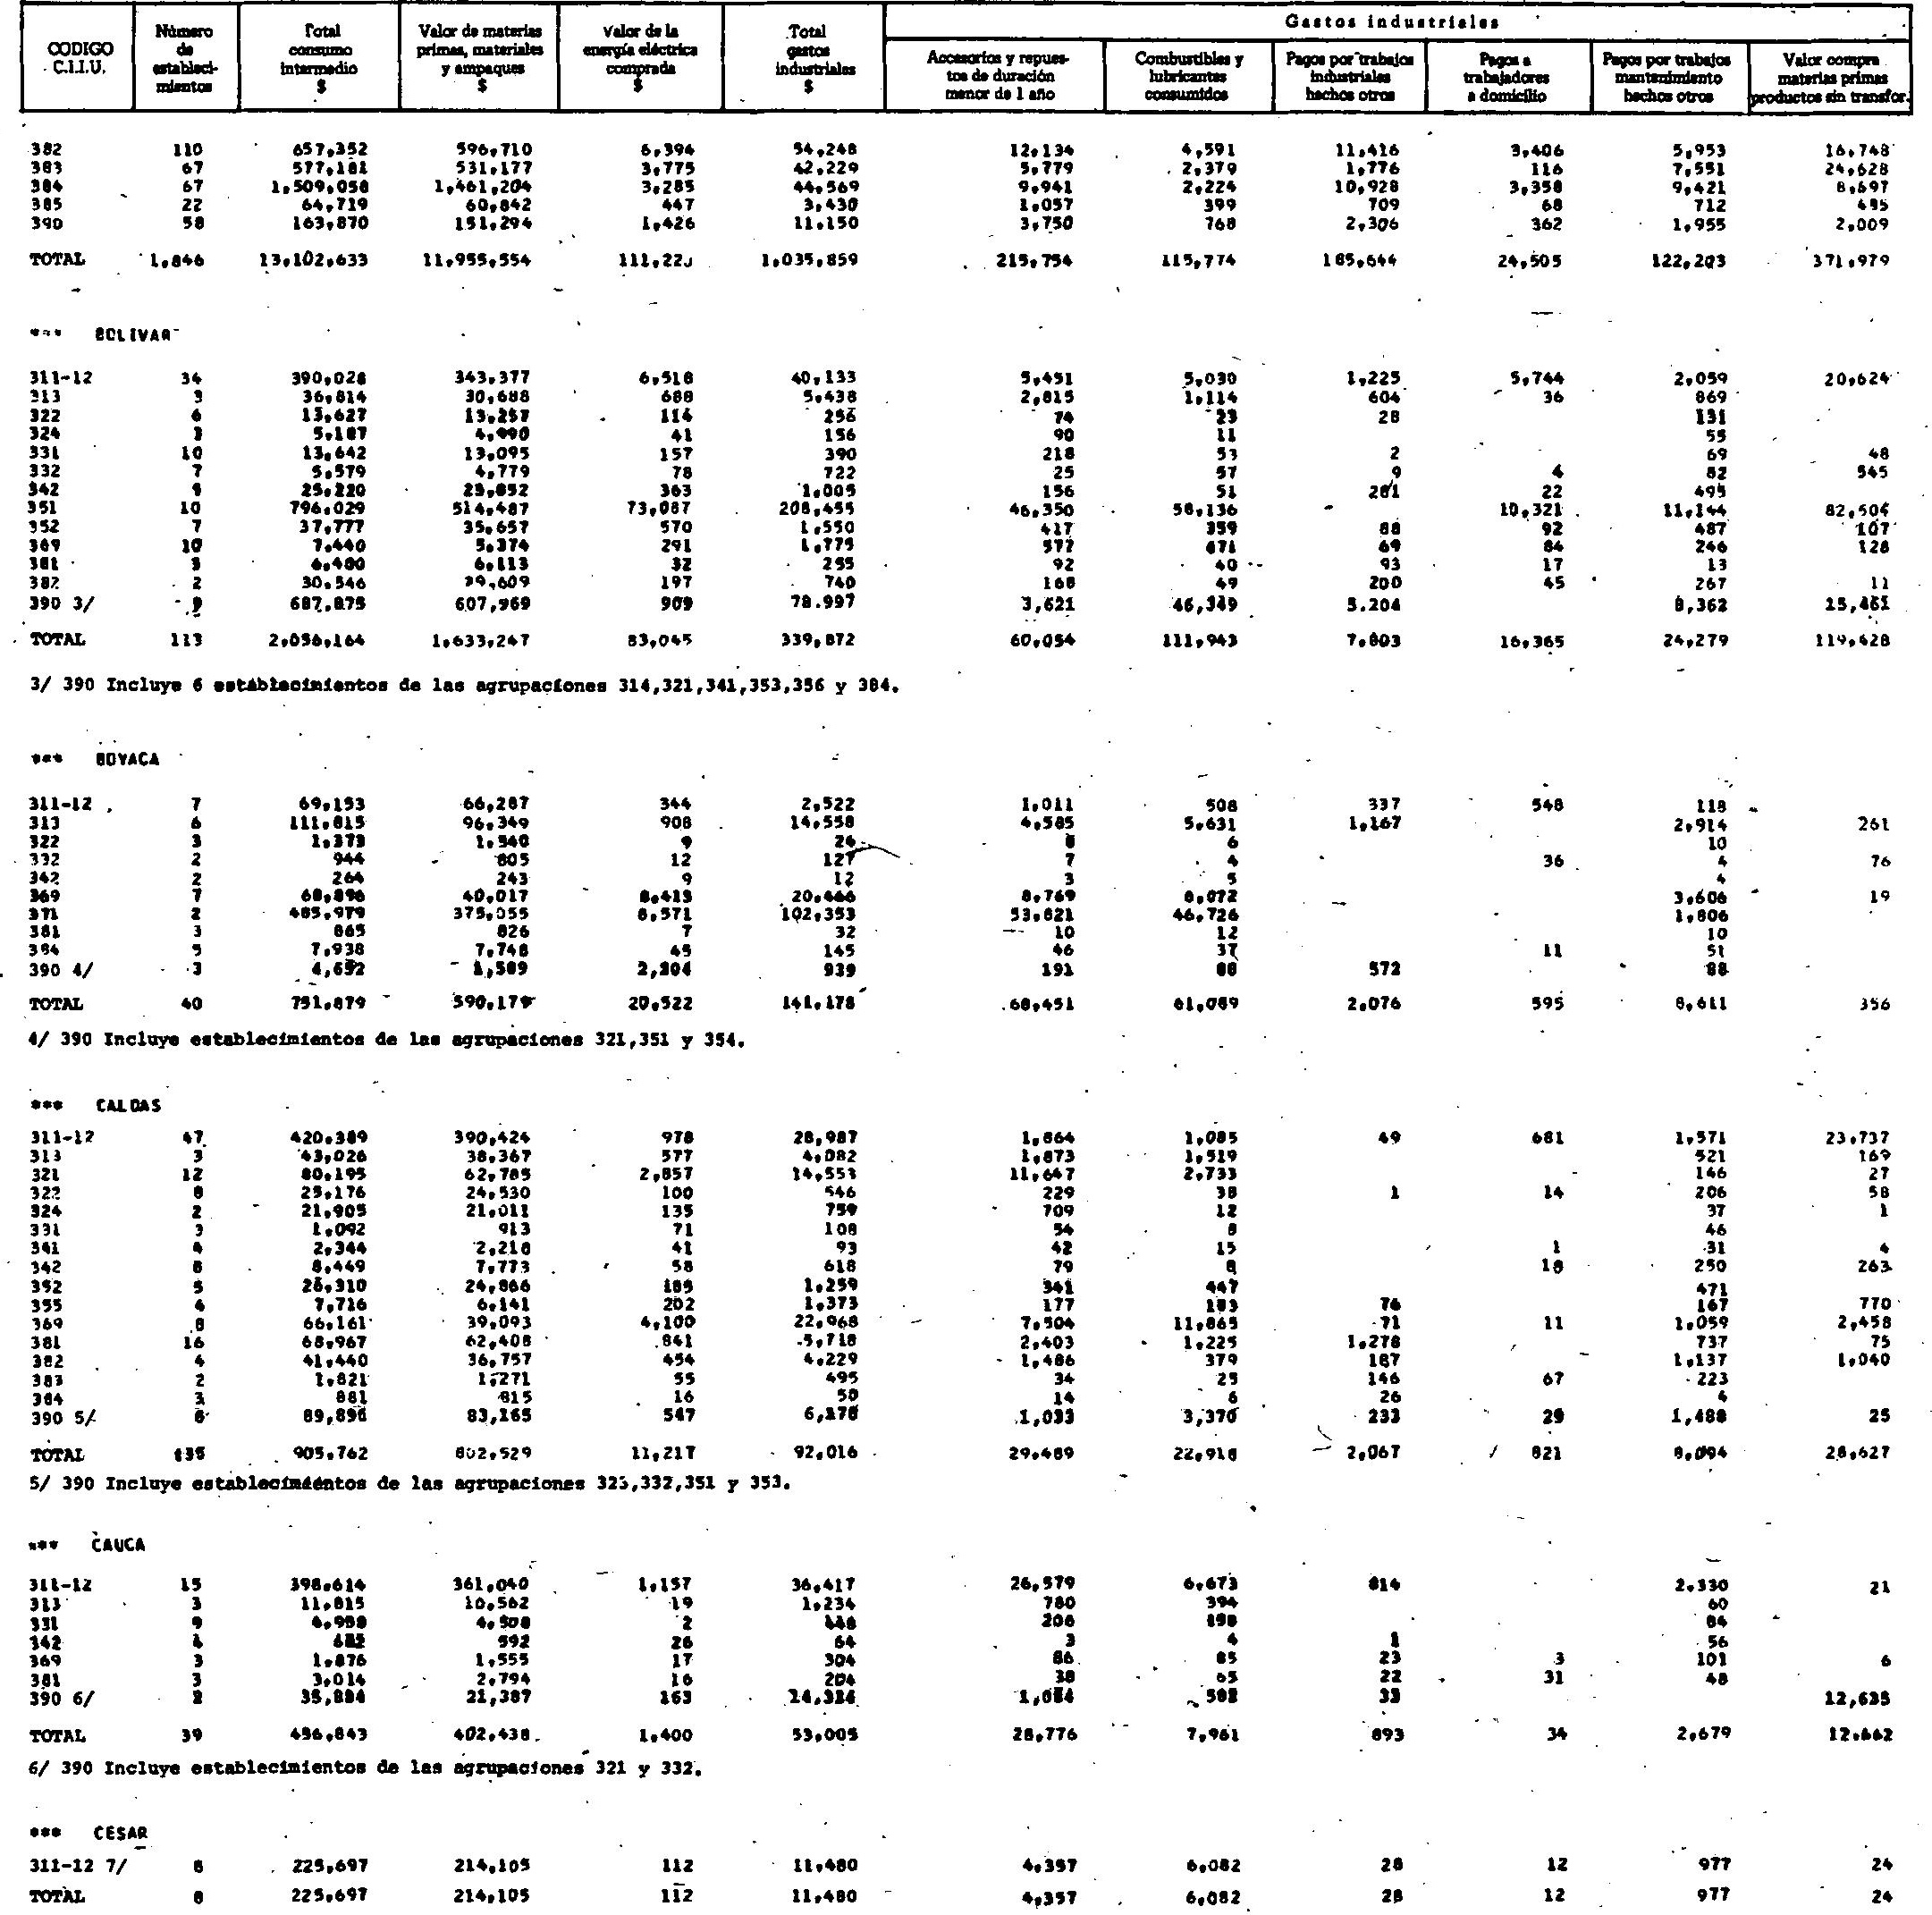 CODIGO C.I.I.U. | Número de establecimientos | Total consumo intermedio $ | Valor de materias primas, materiales y empaques $ | Valor de la energía eléctrica comprada $ | Total gastos industriales $ | Gastos industriales
Accesorios y repuestos de duración menor de 1 año | Combustibles y lubricantes consumidos | Pagos por trabajos industriales hechos otros | Pagos a trabajadores a domicilio | Pagos por trabajos mantenimiento hechos otros | Valor compra materias primas productos sin transfor.
382 110 657,352 596,710 6,394 54,248 12,134 4,591 11,416 3,406 5,953 16,748
383 67 577,181 531,177 3,775 42,229 5,779 2,379 1,776 116 7,551 24,628
384 67 1,509,058 1,461,204 3,285 44,569 9,941 2,224 10,928 3,358 9,421 8,697
385 22 64,719 60,842 447 3,430 1,057 399 709 68 712 485
390 58 163,870 151,294 1,426 11,150 3,750 768 2,306 362 1,955 2,009
TOTAL 1,846 13,102,633 11,955,554 1,035,859 215,754 115,774 185,644 24,505 122,203 371,979
*** BOLIVAR
311-12 34 390,028 343,377 6,518 40,133 5,451 5,030 1,225 5,744 2,059 20,624
313 3 36,814 30,688 688 5,438 2,815 1,114 604 36 869
322 6 13,627 13,257 114 256 74 23 28 131
324 3 5,187 4,990 41 156 90 11 55
331 10 13,642 13,095 157 390 218 53 2 69 48
332 7 5,579 4,779 78 722 25 57 9 4 82 545
342 9 25,220 23,852 363 1,005 156 51 281 22 495
351 10 796,029 514,487 73,087 208,455 46,350 58,136 10,321 11,144 82,504
352 7 37,777 35,657 570 1,550 417 359 88 92 487 107
369 10 7,440 5,374 291 1,775 577 671 69 84 246 128
381 3 6,400 6,113 32 255 92 40 93 17 13
382 2 30,546 29,609 197 740 168 49 200 45 267 11
390 3/ 9 687,875 607,969 909 78.997 3,621 46,349 5.204 8,362 15,461
TOTAL 113 2,056,164 1,633,247 83,045 339,872 60,054 111,943 7,803 16,365 24,279 119,428
3/ 390 Incluye 6 establecimientos de las agrupaciones 314,321,341,353,356 y 384.
*** BOYACA
311-12 7 69,153 66,287 344 2,522 1,011 508 337 548 118
313 6 111,815 96,349 908 14,558 4,585 5,631 1,167 2,914 261
322 3 1,373 1,340 9 24 8 6 10
332 2 944 805 12 127 7 4 36 4 76
342 2 264 243 9 12 3 5 4
369 7 68,896 40,017 8,413 20,466 8,769 8,072 3,606 19
371 2 485,979 375,055 8,571 102,353 53,821 46,726 1,806
381 3 865 826 7 32 10 12 10
384 5 7,938 7,748 45 145 46 37 11 51
390 4/ 3 4,652 1,509 2,204 939 191 88 572 88
TOTAL 40 751,879 590,179 20,522 141,178 68,451 61,089 2,076 595 8,611 356
4/ 390 Incluye establecimientos de las agrupaciones 321,351 y 354.
*** CALDAS
311-12 47 420,389 390,424 978 28,987 1,864 1,085 49 681 1,571 23,737
313 3 43,026 38,367 577 4,082 1,873 1,519 521 169
321 12 80,195 62,785 2,857 14,553 11,647 2,733 146 27
322 8 25,176 24,530 100 546 229 38 1 14 206 58
324 2 21,905 21,011 135 759 709 12 37 1
331 3 1,092 913 71 108 54 8 46
341 4 2,344 2,210 41 93 42 15 1 31 4
342 8 8,449 7,773 58 618 79 8 18 250 263
352 5 26,310 24,866 185 1,259 341 447 471
355 4 7,716 6,141 202 1,373 177 183 76 167 770
369 8 66,161 39,093 4,100 22,968 7,504 11,865 71 11 1,059 2,458
381 16 68,967 62,408 841 5,718 2,403 1,225 1,278 737 75
382 4 41,440 36,757 454 4,229 1,486 379 187 1,137 1,040
383 2 1,821 1,271 55 495 34 25 146 67 223
384 3 881 815 16 50 14 6 26 4
390 5/ 6 89,890 83,165 547 6,178 1,033 3,370 233 29 1,488 25
TOTAL 135 905,762 802,529 11,217 92,016 29,489 22,918 2,067 821 8,094 28,627
5/ 390 Incluye establecimientos de las agrupaciones 323,332,351 y 353.
*** CAUCA
311-12 15 398,614 361,040 1,157 36,417 26,579 6,673 814 2,330 21
313 3 11,815 10,562 19 1,234 780 394 60
331 9 4,958 4,508 2 448 206 158 84
342 4 682 592 26 64 3 4 1 56
369 3 1,876 1,555 17 304 86 85 23 3 101 6
381 3 3,014 2,794 16 204 38 65 22 31 48
390 6/ 2 35,884 21,387 163 14,334 1,084 582 33 12,635
TOTAL 39 456,843 402,438 1,400 53,005 28,776 7,961 893 34 2,679 12,662
6/ 390 Incluye establecimientos de las agrupaciones 321 y 332.
*** CESAR
311-12 7/ 8 225,697 214,105 112 11,480 4,357 6,082 28 12 977 24
TOTAL 8 225,697 214,105 112 11,480 4,357 6,082 28 12 977 24